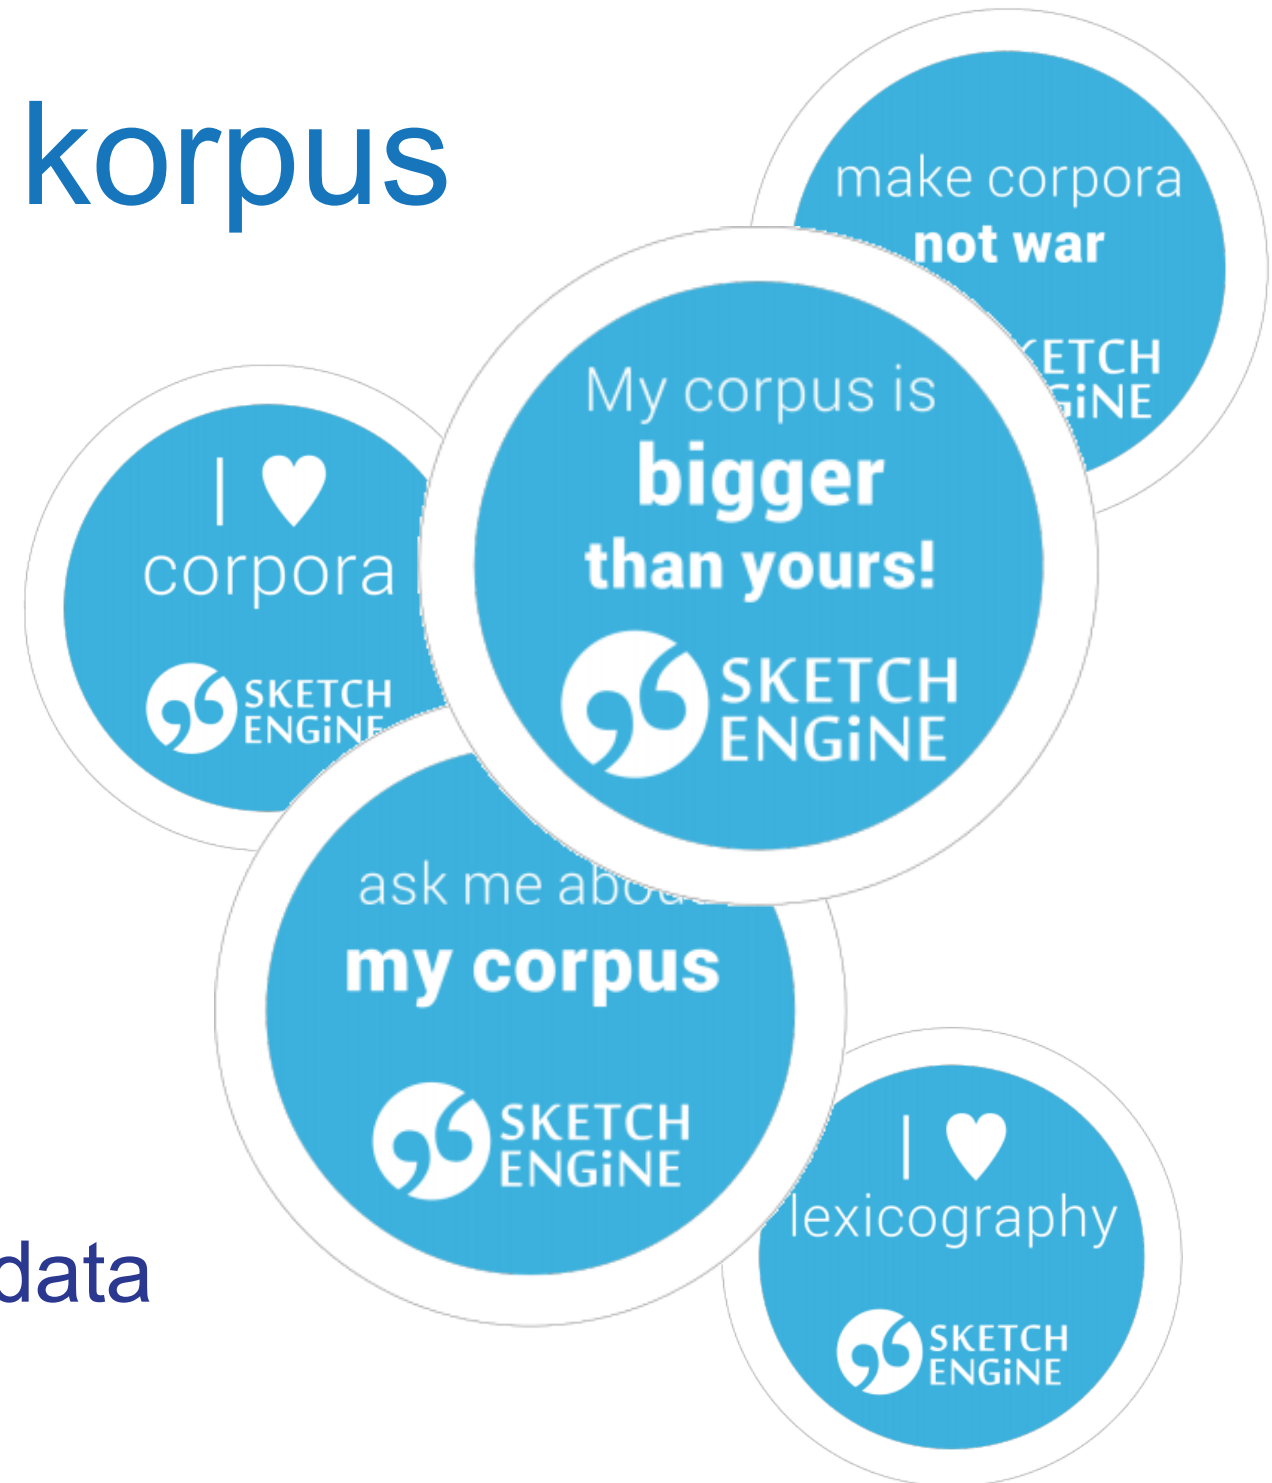 korpus
make corpora
not war
My corpus is
bigger
than yours!
SKETCH
ENGiNE
I ♥
corpora
SKETCH
ENGiNE
ask me
my corpus
SKETCH
ENGiNE
I ♥
lexicography
SKETCH
ENGiNE
data